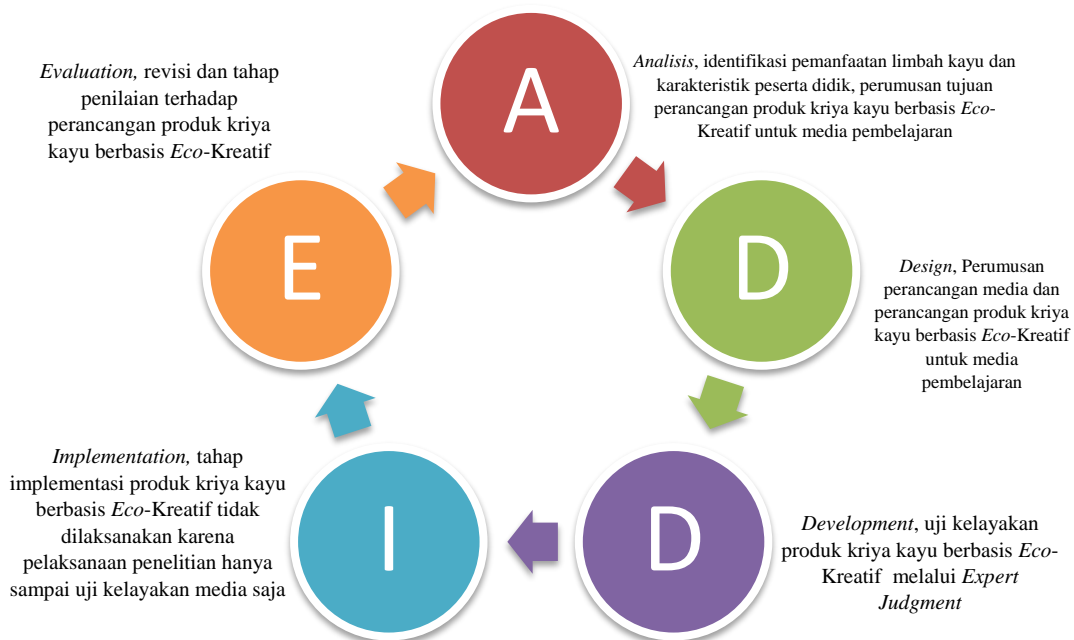 A
Analisis, identifikasi pemanfaatan limbah kayu dan
karakteristik peserta didik, perumusan tujuan
perancangan produk kriya kayu berbasis Eco-
Kreatif untuk media pembelajaran
D
Design, Perumusan
perancangan media dan
perancangan produk kriya
kayu berbasis Eco-Kreatif
untuk media
pembelajaran
D
Development, uji kelayakan
produk kriya kayu berbasis Eco-
Kreatif melalui Expert
Judgment
I
Implementation, tahap
implementasi produk kriya kayu
berbasis Eco-Kreatif tidak
dilaksanakan karena
pelaksanaan penelitian hanya
sampai uji kelayakan media saja
E
Evaluation, revisi dan tahap
penilaian terhadap
perancangan produk kriya
kayu berbasis Eco-Kreatif